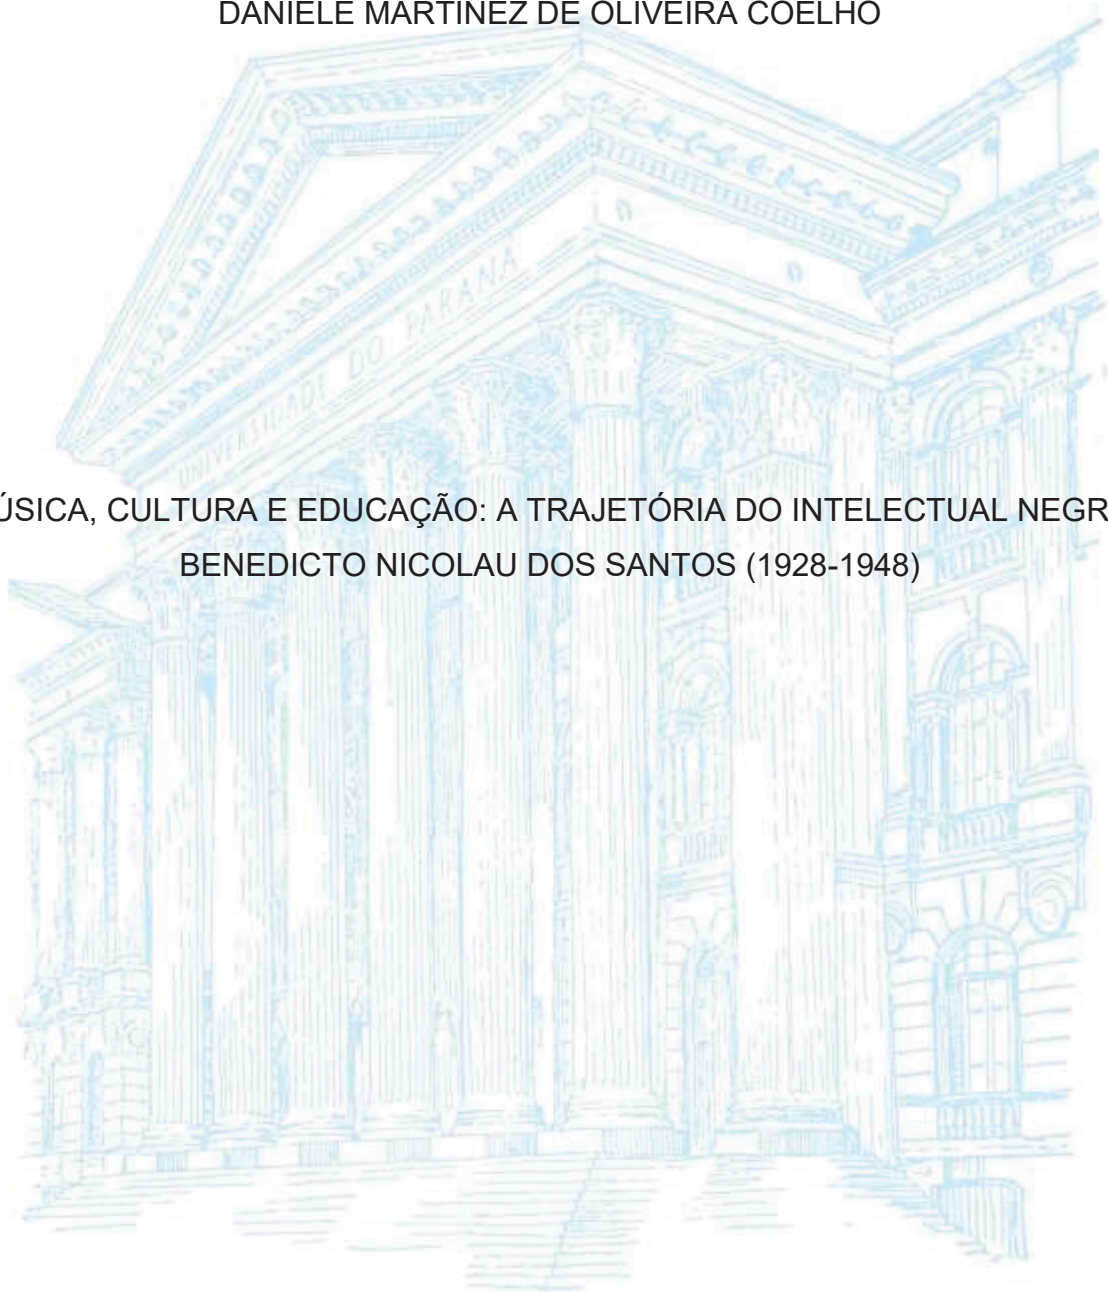 DANIELE MARTINEZ DE OLIVEIRA COELHO
UNIVERSIDADE DO PARANA
ÚSICA, CULTURA E EDUCAÇÃO: A TRAJETÓRIA DO INTELECTUAL NEGR
BENEDICTO NICOLAU DOS SANTOS (1928-1948)